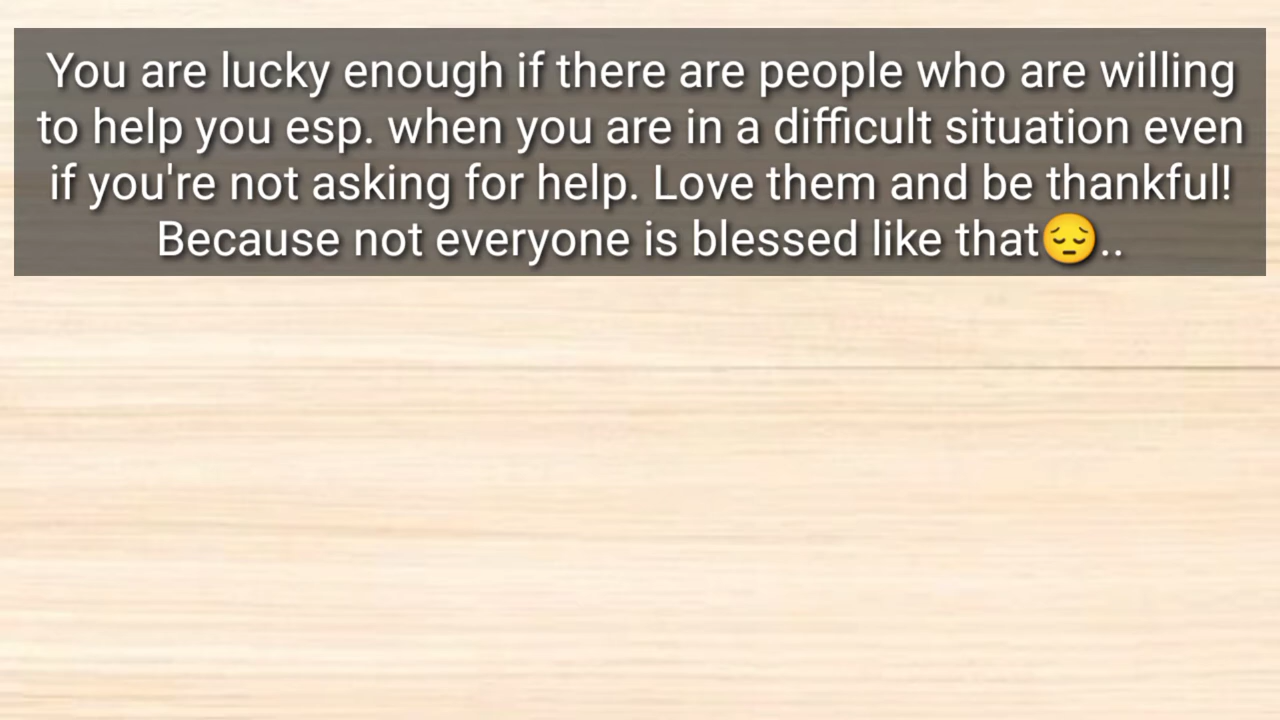 You are lucky enough if there are people who are willing
to help you esp. when you are in a difficult situation even
if you're not asking for help. Love them and be thankful!
Because not everyone is blessed like that😔..